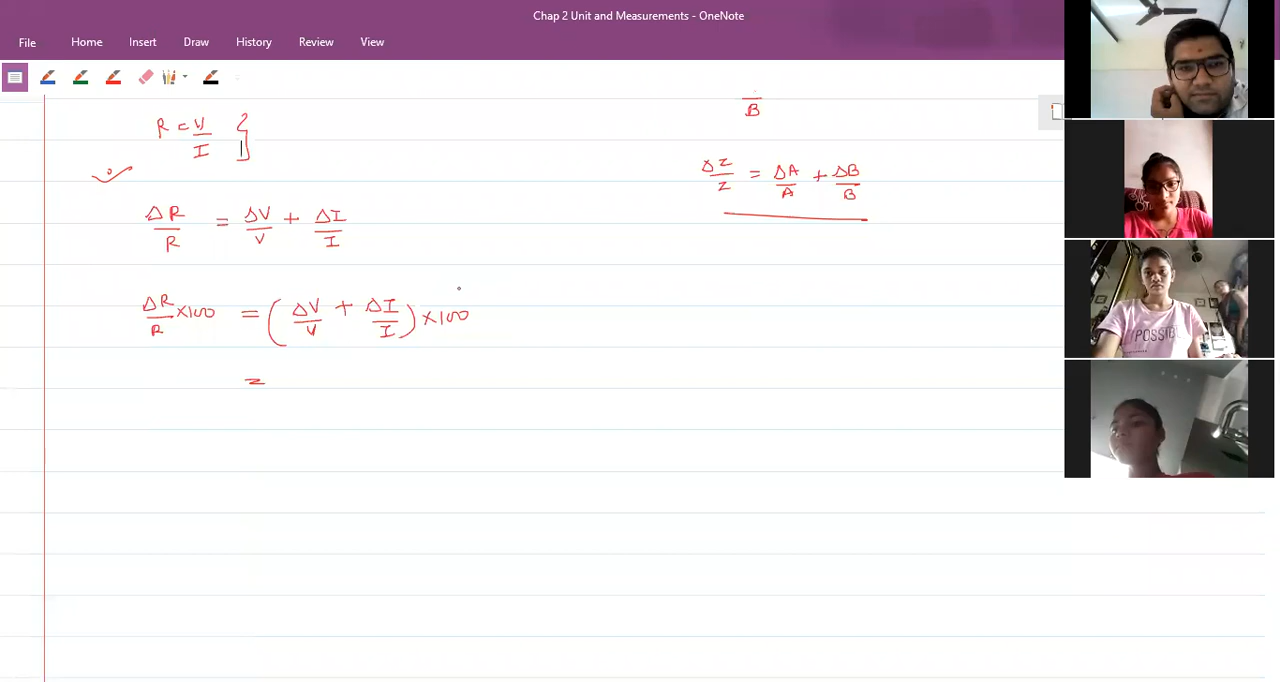 Chap 2 Unit and Measurements - OneNote
File Home Insert Draw History Review View
R = V/I
ΔR/R = ΔV/V + ΔI/I
ΔR/R × 100 = (ΔV/V + ΔI/I) × 100
=
B
ΔZ/Z = ΔA/A + ΔB/B
POSSIBLE